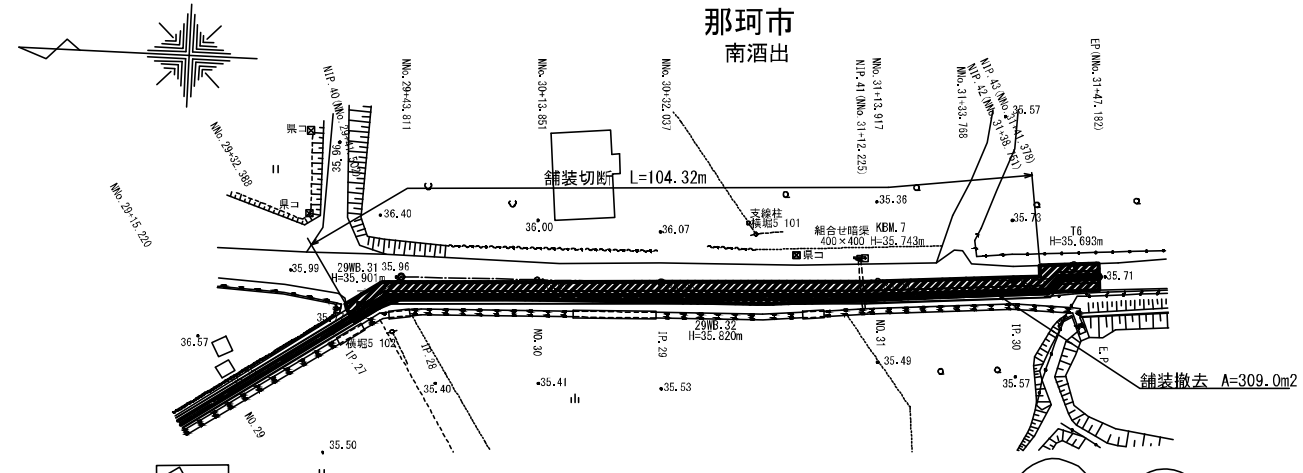 那珂市
南酒出
NNo. 29+15.220
NNo. 29+32.388
NNo. 29+43.811
NNo. 30+13.851
NNo. 30+32.037
NNo. 31+13.917
NIP. 41 (NNo. 31+12.225)
NNo. 31+33.768
EP (NNo. 31+47.182)
県コ
県コ
35.96
舗装切断 L=104.32m
36.40
36.00
36.07
支線柱
横堀5 101
35.36
組合せ暗渠
400×400
KBM.7
H=35.743m
県コ
35.57
35.73
T6
H=35.693m
35.99
29WB.31
H=35.901m
35.96
35.71
36.57
横堀5 102
IP.27
IP.28
NO.29
NO.30
IP.29
29WB.32
H=35.820m
NO.31
IP.30
35.40
35.41
35.53
35.49
35.57
35.50
舗装撤去 A=309.0m2